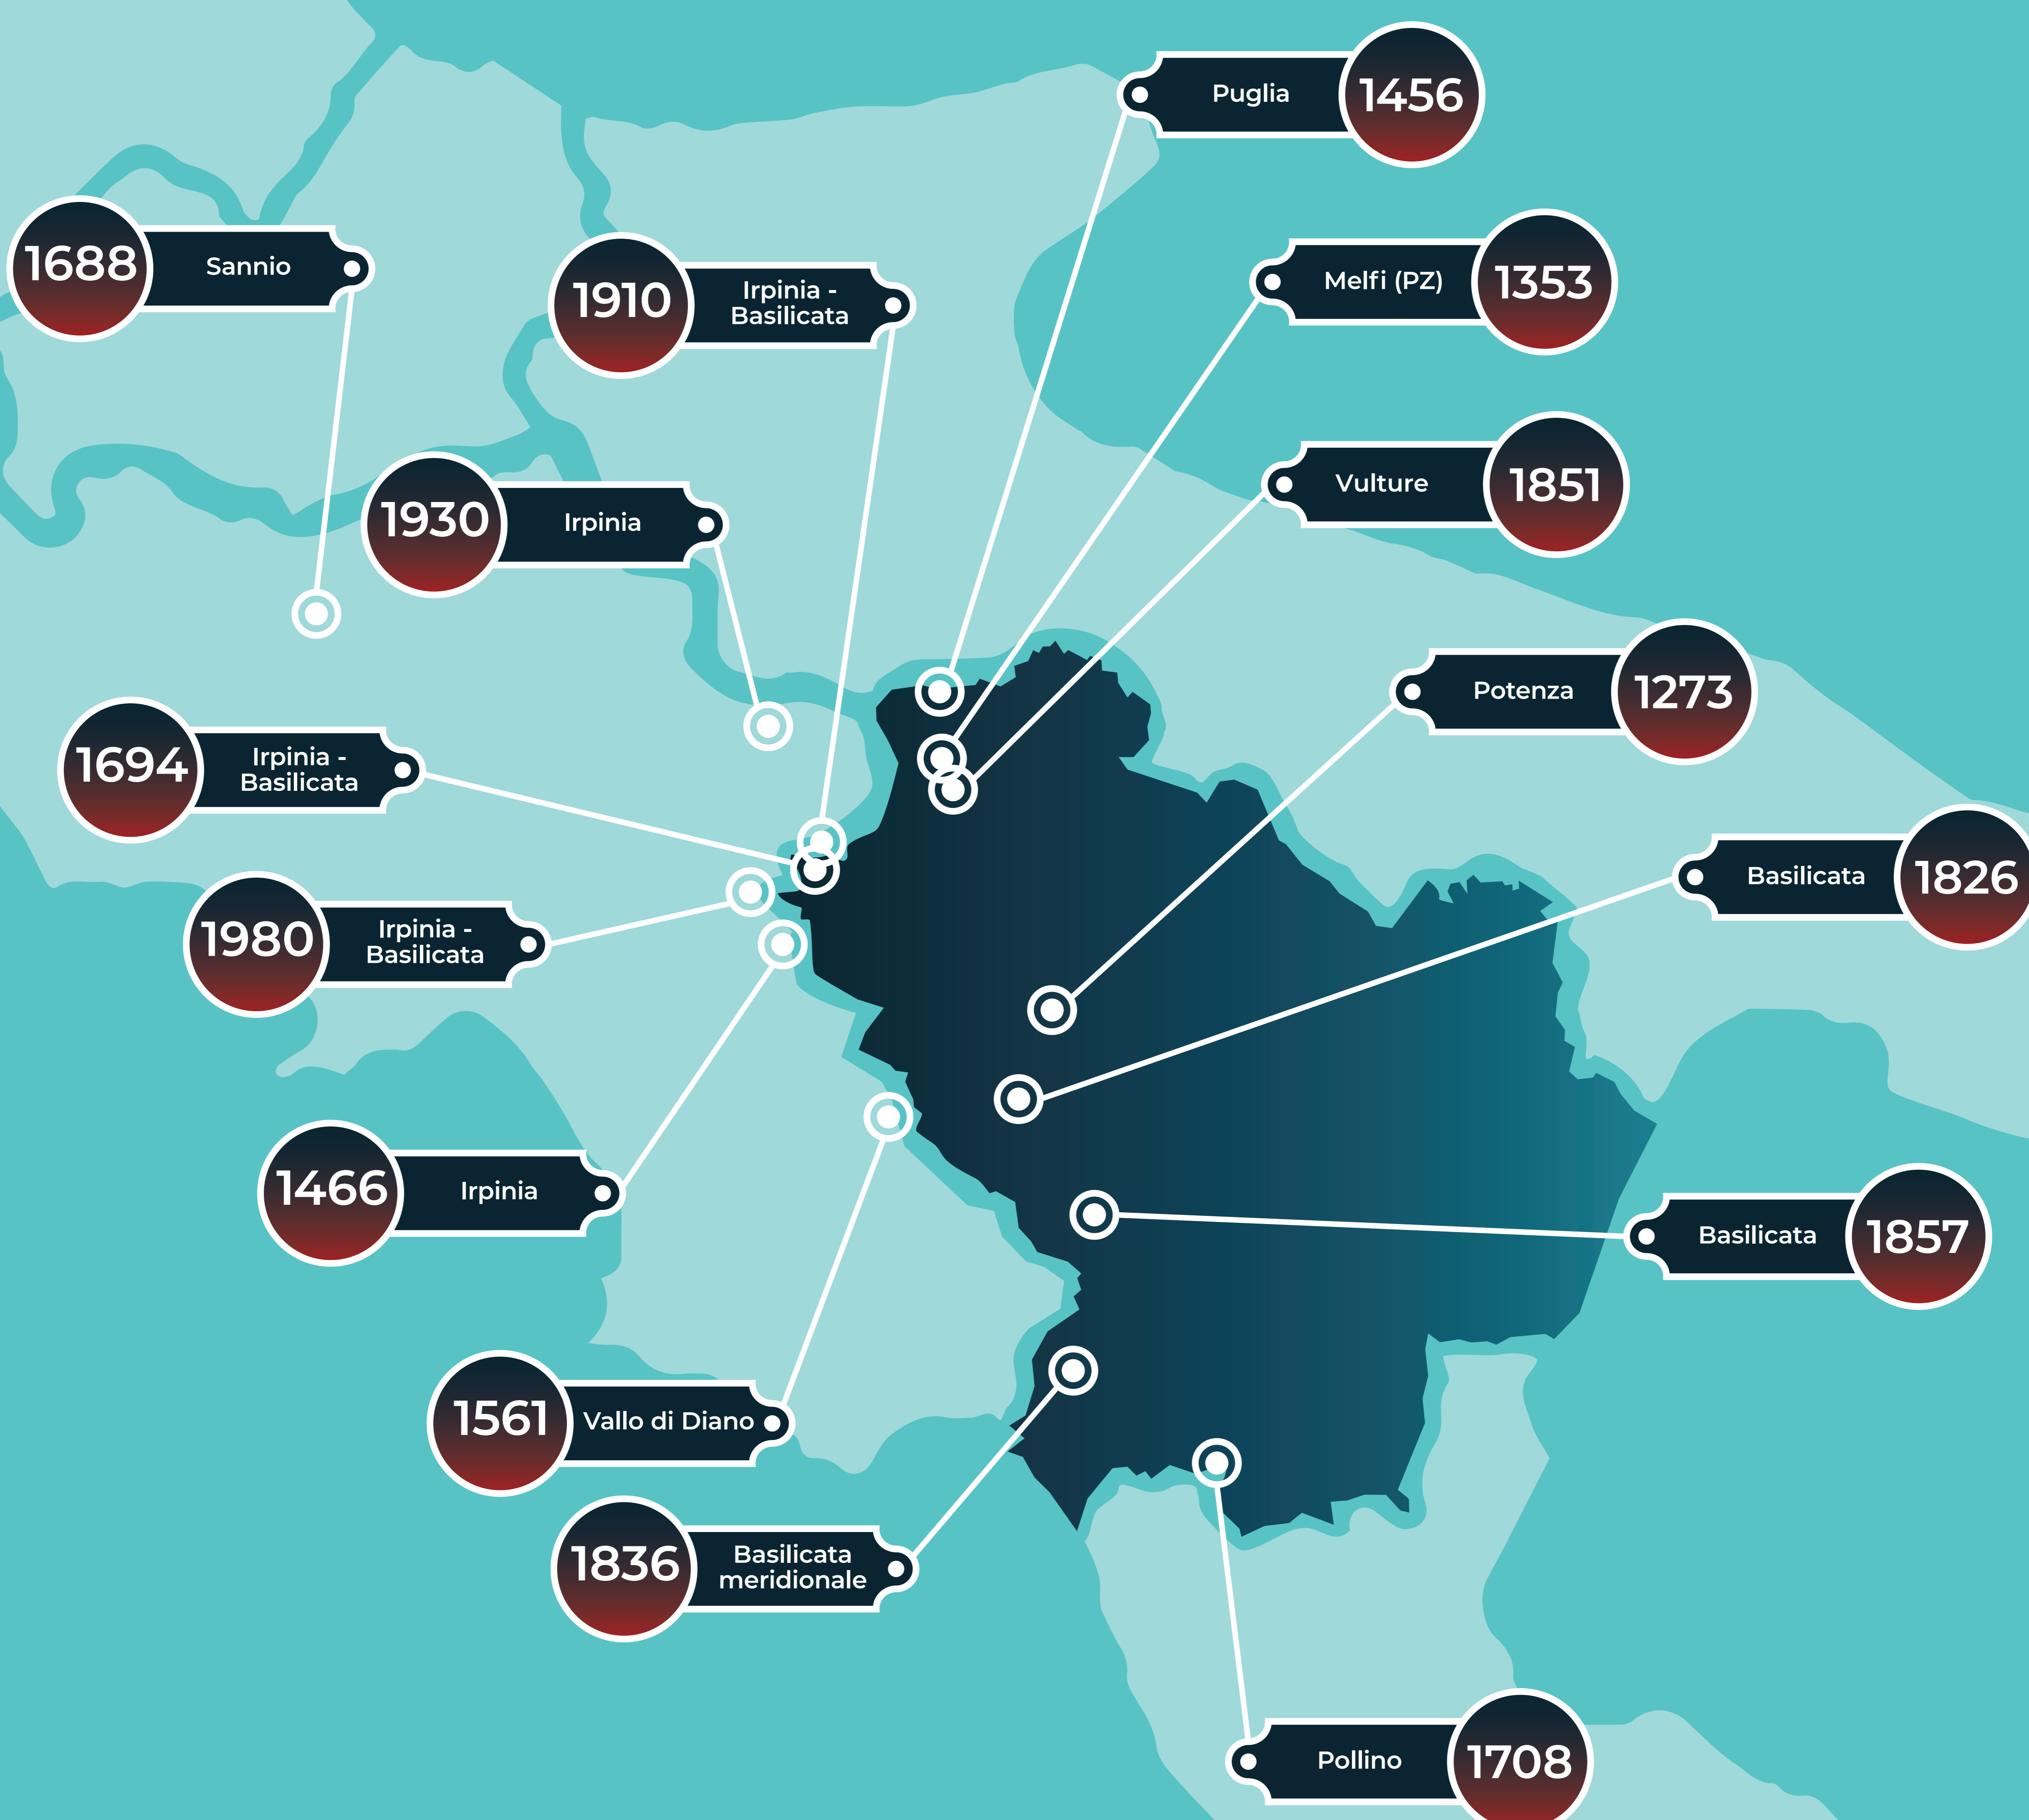 Puglia
1456
1688
Sannio
1910
Irpinia -
Basilicata
Melfi (PZ)
1353
1930
Irpinia
Vulture
1851
Potenza
1273
1694
Irpinia -
Basilicata
Basilicata
1826
1980
Irpinia -
Basilicata
1466
Irpinia
Basilicata
1857
1561
Vallo di Diano
1836
Basilicata
meridionale
Pollino
1708